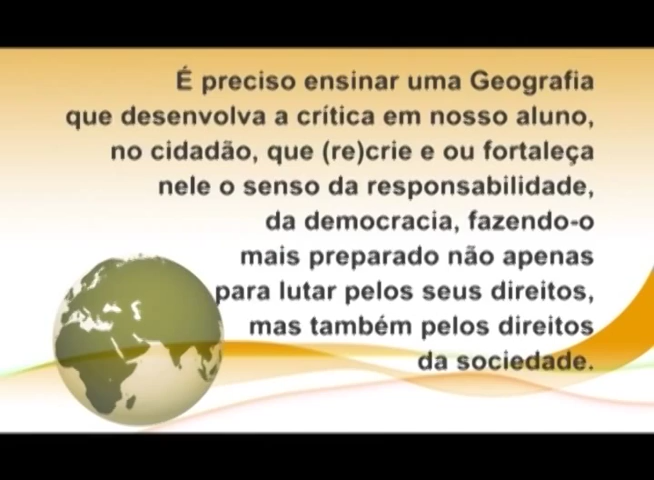 É preciso ensinar uma Geografia
que desenvolva a crítica em nosso aluno,
no cidadão, que (re)crie e ou fortaleça
nele o senso da responsabilidade,
da democracia, fazendo-o
mais preparado não apenas
para lutar pelos seus direitos,
mas também pelos direitos
da sociedade.